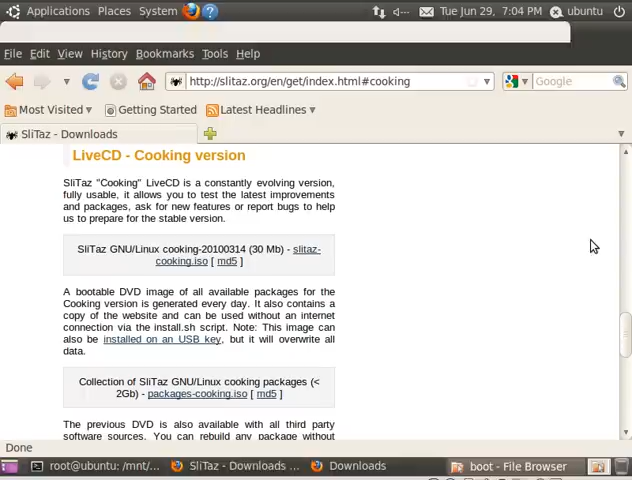 Applications Places System Tue Jun 29, 7:04 PM ubuntu
File Edit View History Bookmarks Tools Help
http://slitaz.org/en/get/index.html#cooking Google
Most Visited Getting Started Latest Headlines
SliTaz - Downloads
LiveCD - Cooking version
SliTaz "Cooking" LiveCD is a constantly evolving version,
fully usable, it allows you to test the latest improvements
and packages, ask for new features or report bugs to help
us to prepare for the stable version.
SliTaz GNU/Linux cooking-20100314 (30 Mb) - slitaz-
cooking.iso [ md5 ]
A bootable DVD image of all available packages for the
Cooking version is generated every day. It also contains a
copy of the website and can be used without an internet
connection via the install.sh script. Note: This image can
also be installed on an USB key, but it will overwrite all
data.
Collection of SliTaz GNU/Linux cooking packages (<
2Gb) - packages-cooking.iso [ md5 ]
The previous DVD is also available with all third party
software sources. You can rebuild any package without
Done
root@ubuntu: /mnt/... SliTaz - Downloads ... Downloads boot - File Browser